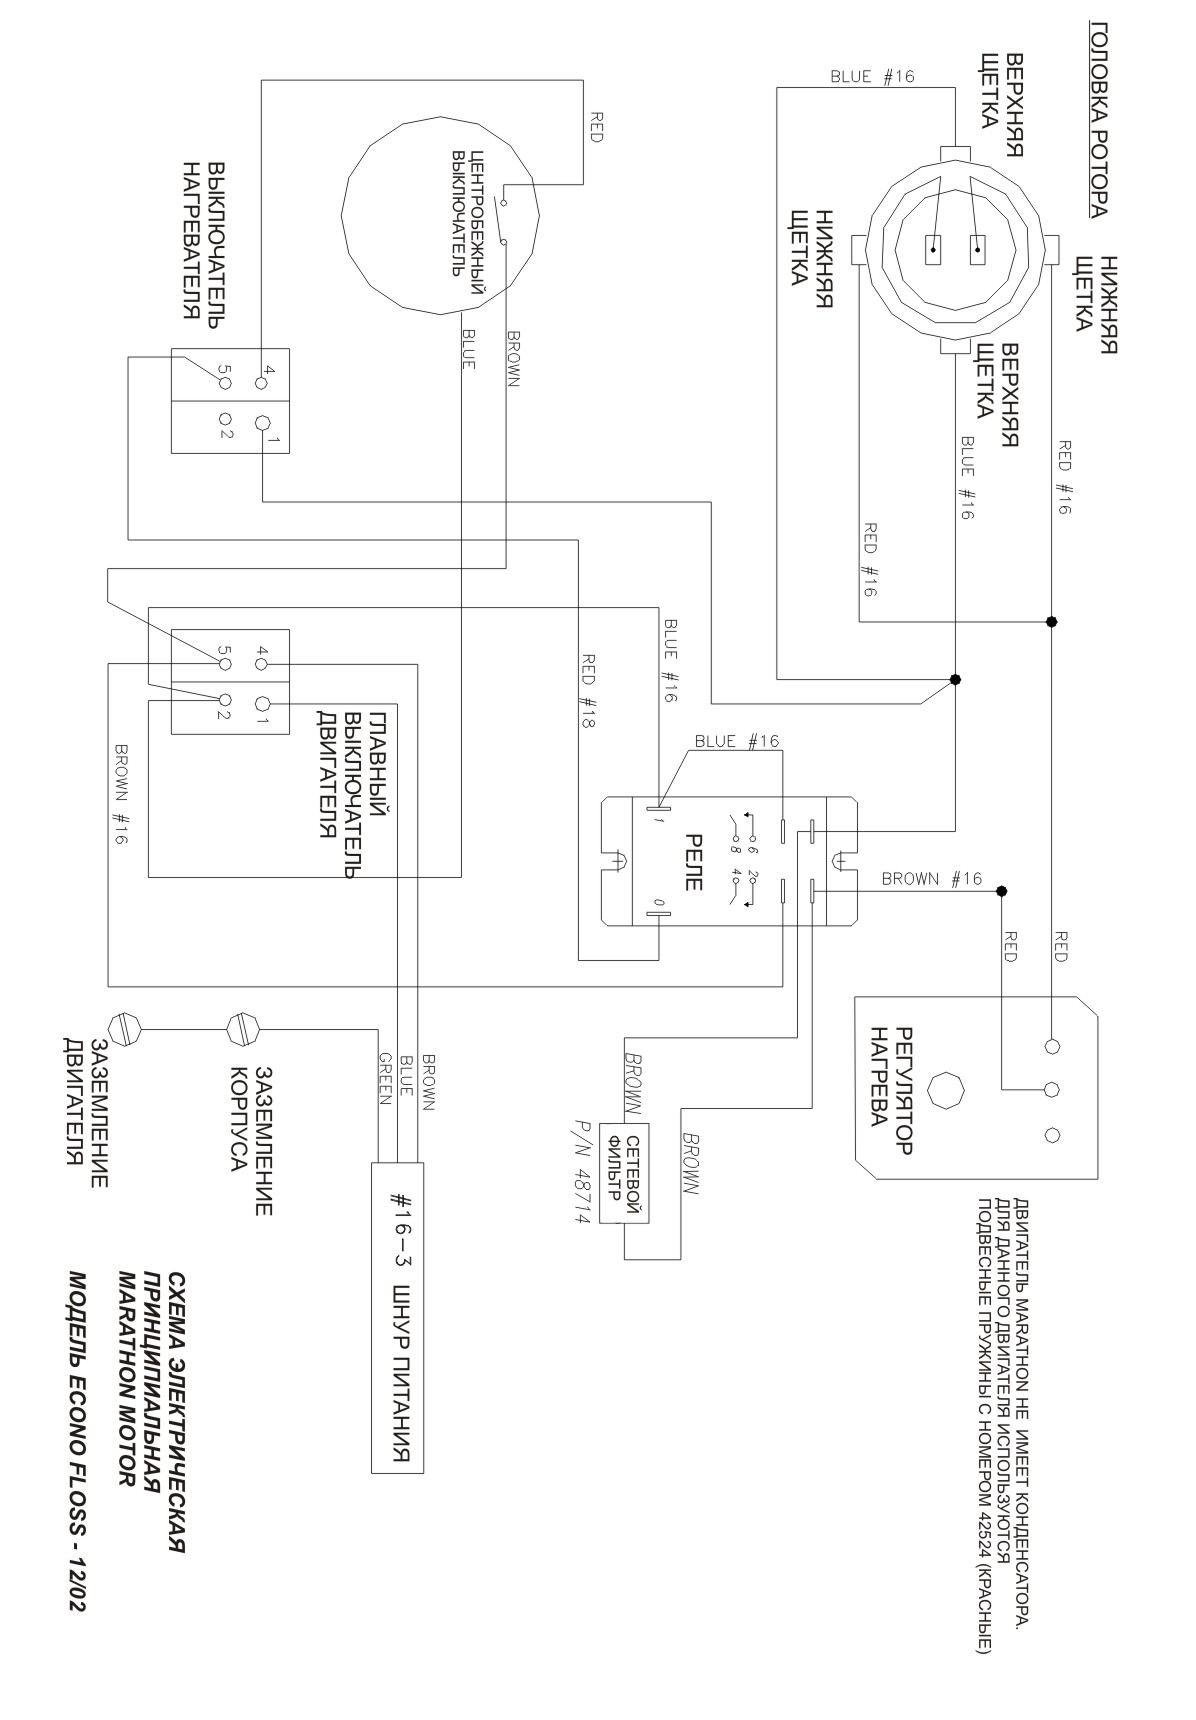 ГОЛОВКА РОТОРА
ВЕРХНЯЯ
ЩЕТКА
НИЖНЯЯ
ЩЕТКА
НИЖНЯЯ
ЩЕТКА
ВЕРХНЯЯ
ЩЕТКА
BLUE #16
RED #16
BLUE #16
RED #16
RED
ЦЕНТРОБЕЖНЫЙ
ВЫКЛЮЧАТЕЛЬ
BROWN
BLUE
ВЫКЛЮЧАТЕЛЬ
НАГРЕВАТЕЛЯ
4
5
1
2
BLUE #16
RED #18
4
5
1
2
ГЛАВНЫЙ
ВЫКЛЮЧАТЕЛЬ
ДВИГАТЕЛЯ
BROWN #16
BLUE #16
РЕЛЕ
1
0
6
8
2
4
BROWN #16
RED
RED
РЕГУЛЯТОР
НАГРЕВА
BROWN
BROWN
СЕТЕВОЙ
ФИЛЬТР
P/N 48714
BROWN
BLUE
GREEN
#16-3 ШНУР ПИТАНИЯ
ЗАЗЕМЛЕНИЕ
КОРПУСА
ЗАЗЕМЛЕНИЕ
ДВИГАТЕЛЯ
ДВИГАТЕЛЬ MARATHON НЕ ИМЕЕТ КОНДЕНСАТОРА.
ДЛЯ ДАННОГО ДВИГАТЕЛЯ ИСПОЛЬЗУЮТСЯ
ПОДВЕСНЫЕ ПРУЖИНЫ С НОМЕРОМ 42524 (КРАСНЫЕ)
СХЕМА ЭЛЕКТРИЧЕСКАЯ
ПРИНЦИПИАЛЬНАЯ
MARATHON MOTOR
МОДЕЛЬ ECONO FLOSS - 12/02